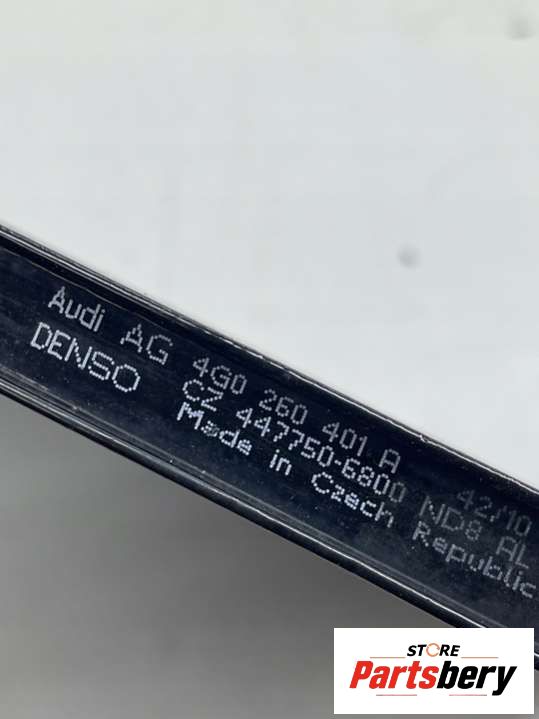 Audi AG 4G0 260 401 A 42/10
DENSO CZ 447750-6800 ND8 AL
Made in Czech Republic
STORE
Partsbery